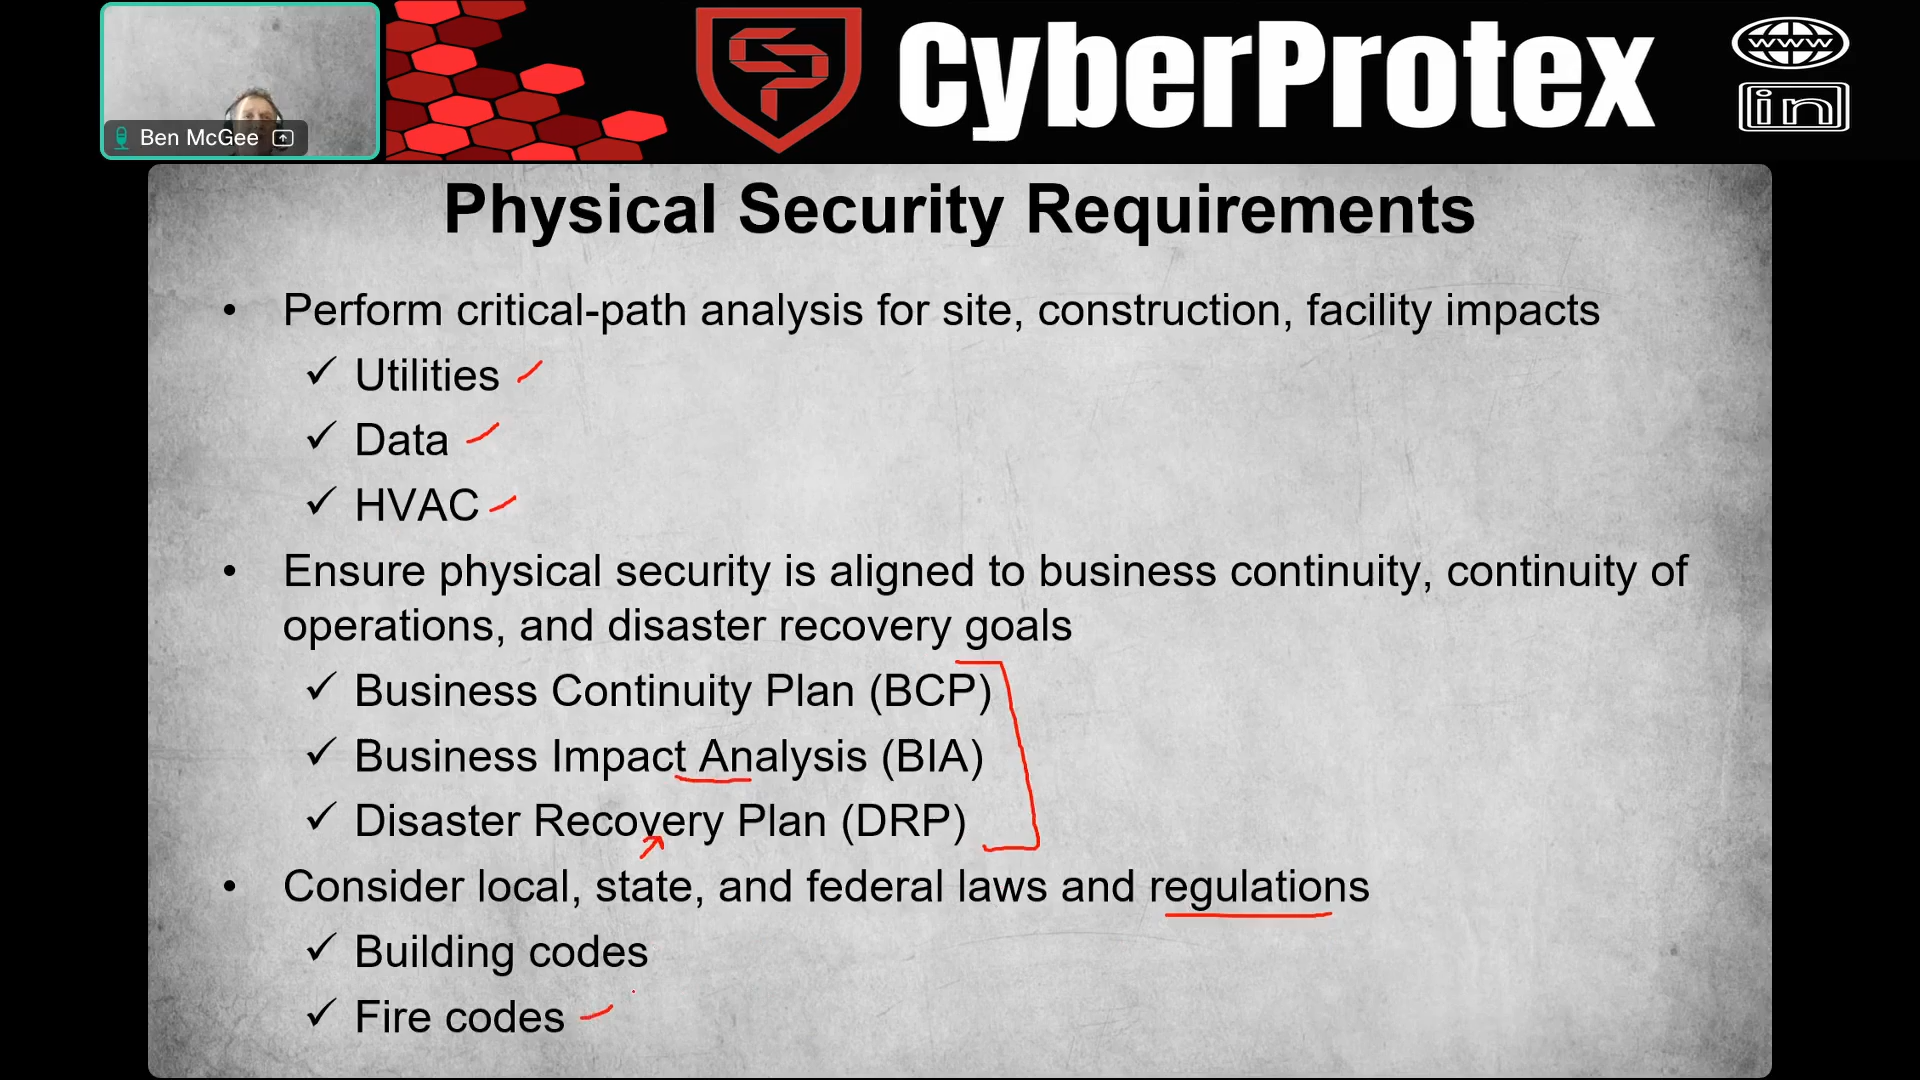 Ben McGee
CyberProtex
www
in
Physical Security Requirements
• Perform critical-path analysis for site, construction, facility impacts
✓ Utilities
✓ Data
✓ HVAC
• Ensure physical security is aligned to business continuity, continuity of
operations, and disaster recovery goals
✓ Business Continuity Plan (BCP)
✓ Business Impact Analysis (BIA)
✓ Disaster Recovery Plan (DRP)
• Consider local, state, and federal laws and regulations
✓ Building codes
✓ Fire codes